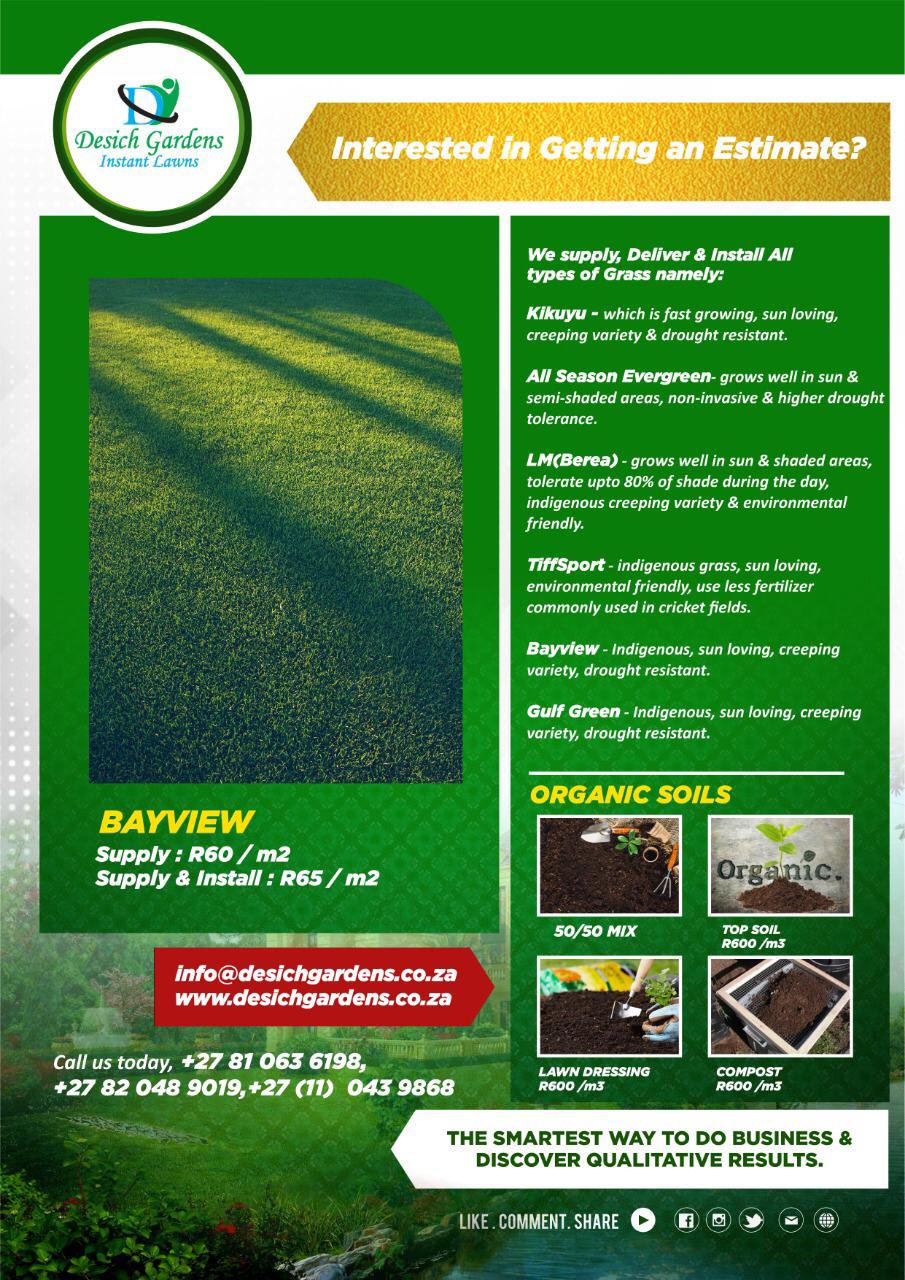 Desich Gardens
Instant Lawns
Interested in Getting an Estimate?
We supply, Deliver & Install All
types of Grass namely:
Kikuyu - which is fast growing, sun loving,
creeping variety & drought resistant.
All Season Evergreen- grows well in sun &
semi-shaded areas, non-invasive & higher drought
tolerance.
LM(Berea) - grows well in sun & shaded areas,
tolerate upto 80% of shade during the day,
indigenous creeping variety & environmental
friendly.
TiffSport - indigenous grass, sun loving,
environmental friendly, use less fertilizer
commonly used in cricket fields.
Bayview - Indigenous, sun loving, creeping
variety, drought resistant.
Gulf Green - Indigenous, sun loving, creeping
variety, drought resistant.
BAYVIEW
Supply : R60 / m2
Supply & Install : R65 / m2
ORGANIC SOILS
Organic.
50/50 MIX
TOP SOIL
R600 /m3
LAWN DRESSING
R600 /m3
COMPOST
R600 /m3
info@desichgardens.co.za
www.desichgardens.co.za
Call us today, +27 81 063 6198,
+27 82 048 9019,+27 (11) 043 9868
THE SMARTEST WAY TO DO BUSINESS &
DISCOVER QUALITATIVE RESULTS.
LIKE . COMMENT. SHARE